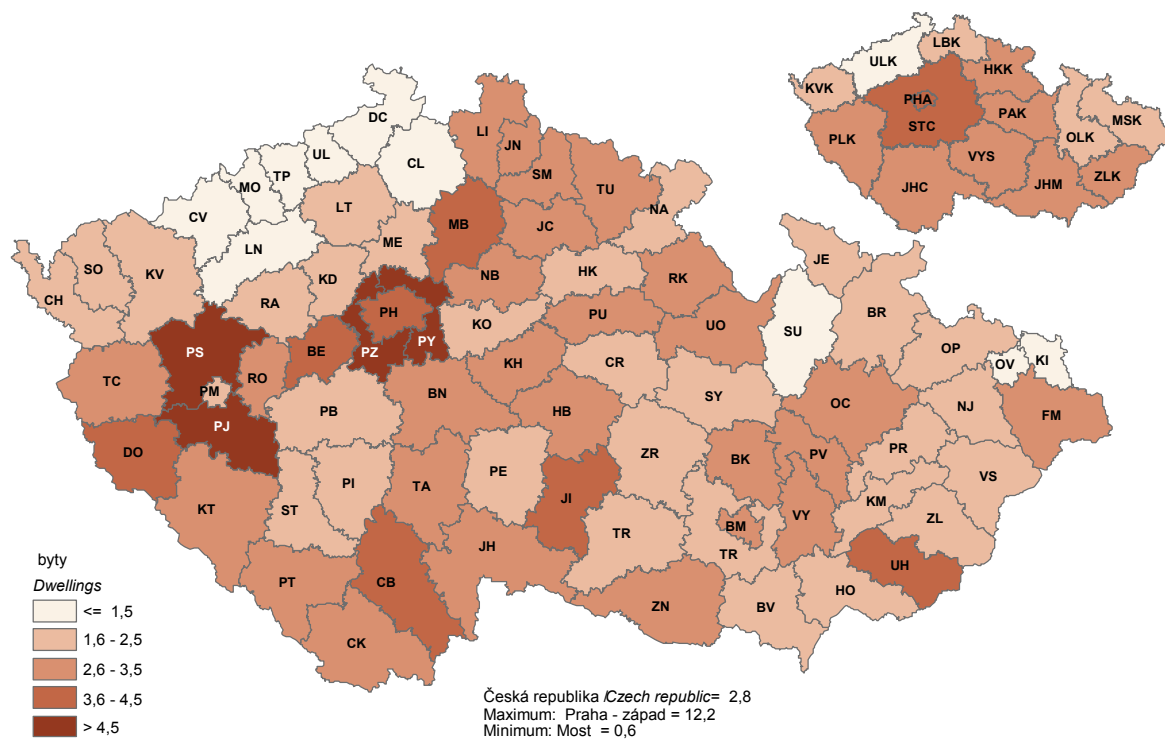 LBK
ULK
HKK
KVK
PHA
PAK
MSK
STC
OLK
PLK
VYS
ZLK
JHC
JHM
DC
LI
JN
UL
CL
SM
TP
MO
TU
LT
NA
CV
MB
JC
ME
LN
SO
KV
JE
NB
HK
RK
KD
CH
RA
BR
PH
PU
UO
KO
SU
OP
PS
BE
PZ
PY
CR
OV
KI
TC
RO
KH
PM
BN
SY
OC
NJ
FM
PB
HB
PJ
PR
DO
ZR
BK
PV
VS
PE
PI
TA
JI
KT
ST
KM
VY
ZL
BM
TR
TR
JH
UH
PT
CB
HO
ZN
BV
CK
byty
Dwellings
<= 1,5
1,6 - 2,5
2,6 - 3,5
3,6 - 4,5
> 4,5
Česká republika /Czech republic= 2,8
Maximum: Praha - západ = 12,2
Minimum: Most = 0,6